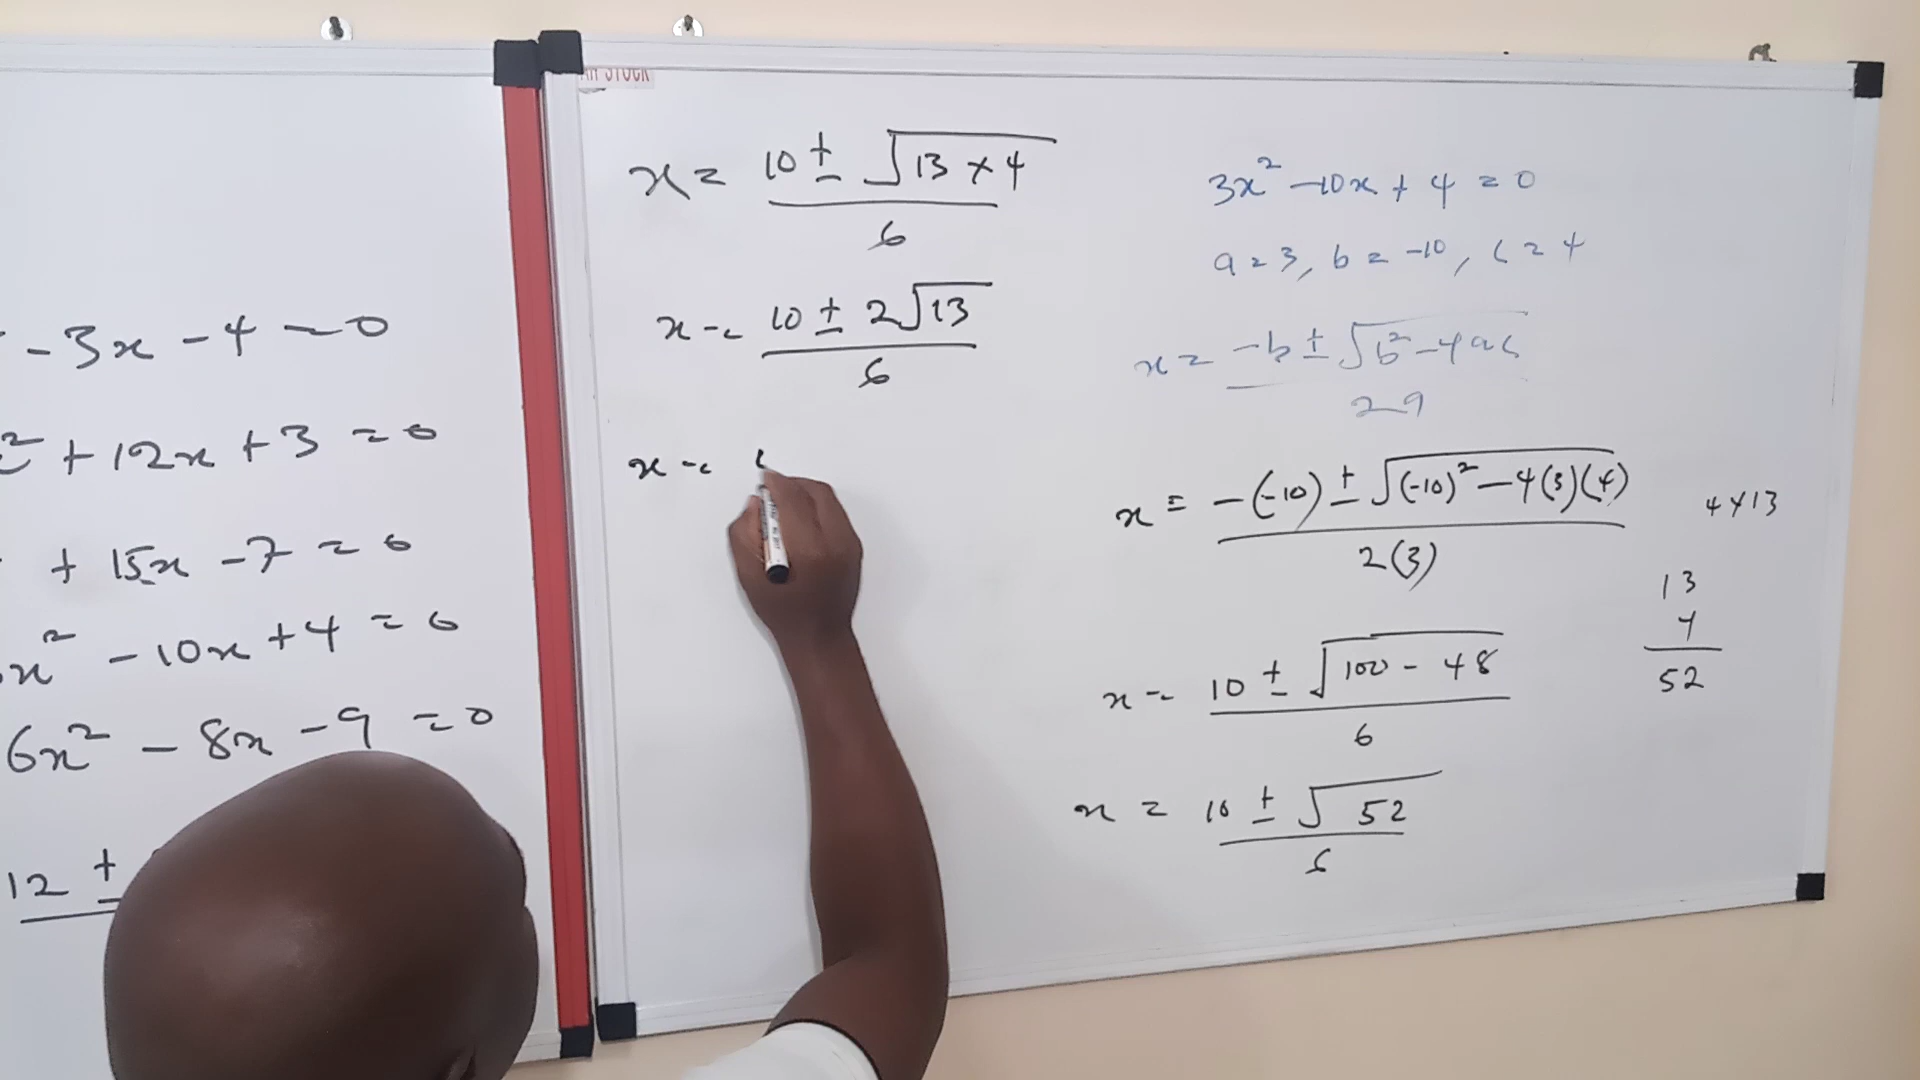 - 3x - 4 = 0
² + 12x + 3 = 0
+ 15x - 7 = 0
x² - 10x + 4 = 0
6x² - 8x - 9 = 0
12 ±
STOCK
x = 10 ± √13 × 4
6
x = 10 ± 2√13
6
x =
3x² - 10x + 4 = 0
a = 3, b = -10, c = 4
x = -b ± √b² - 4ac
2a
x = -(-10) ± √(-10)² - 4(3)(4)
2(3)
4 × 13
13
4
52
x = 10 ± √100 - 48
6
x = 10 ± √52
6